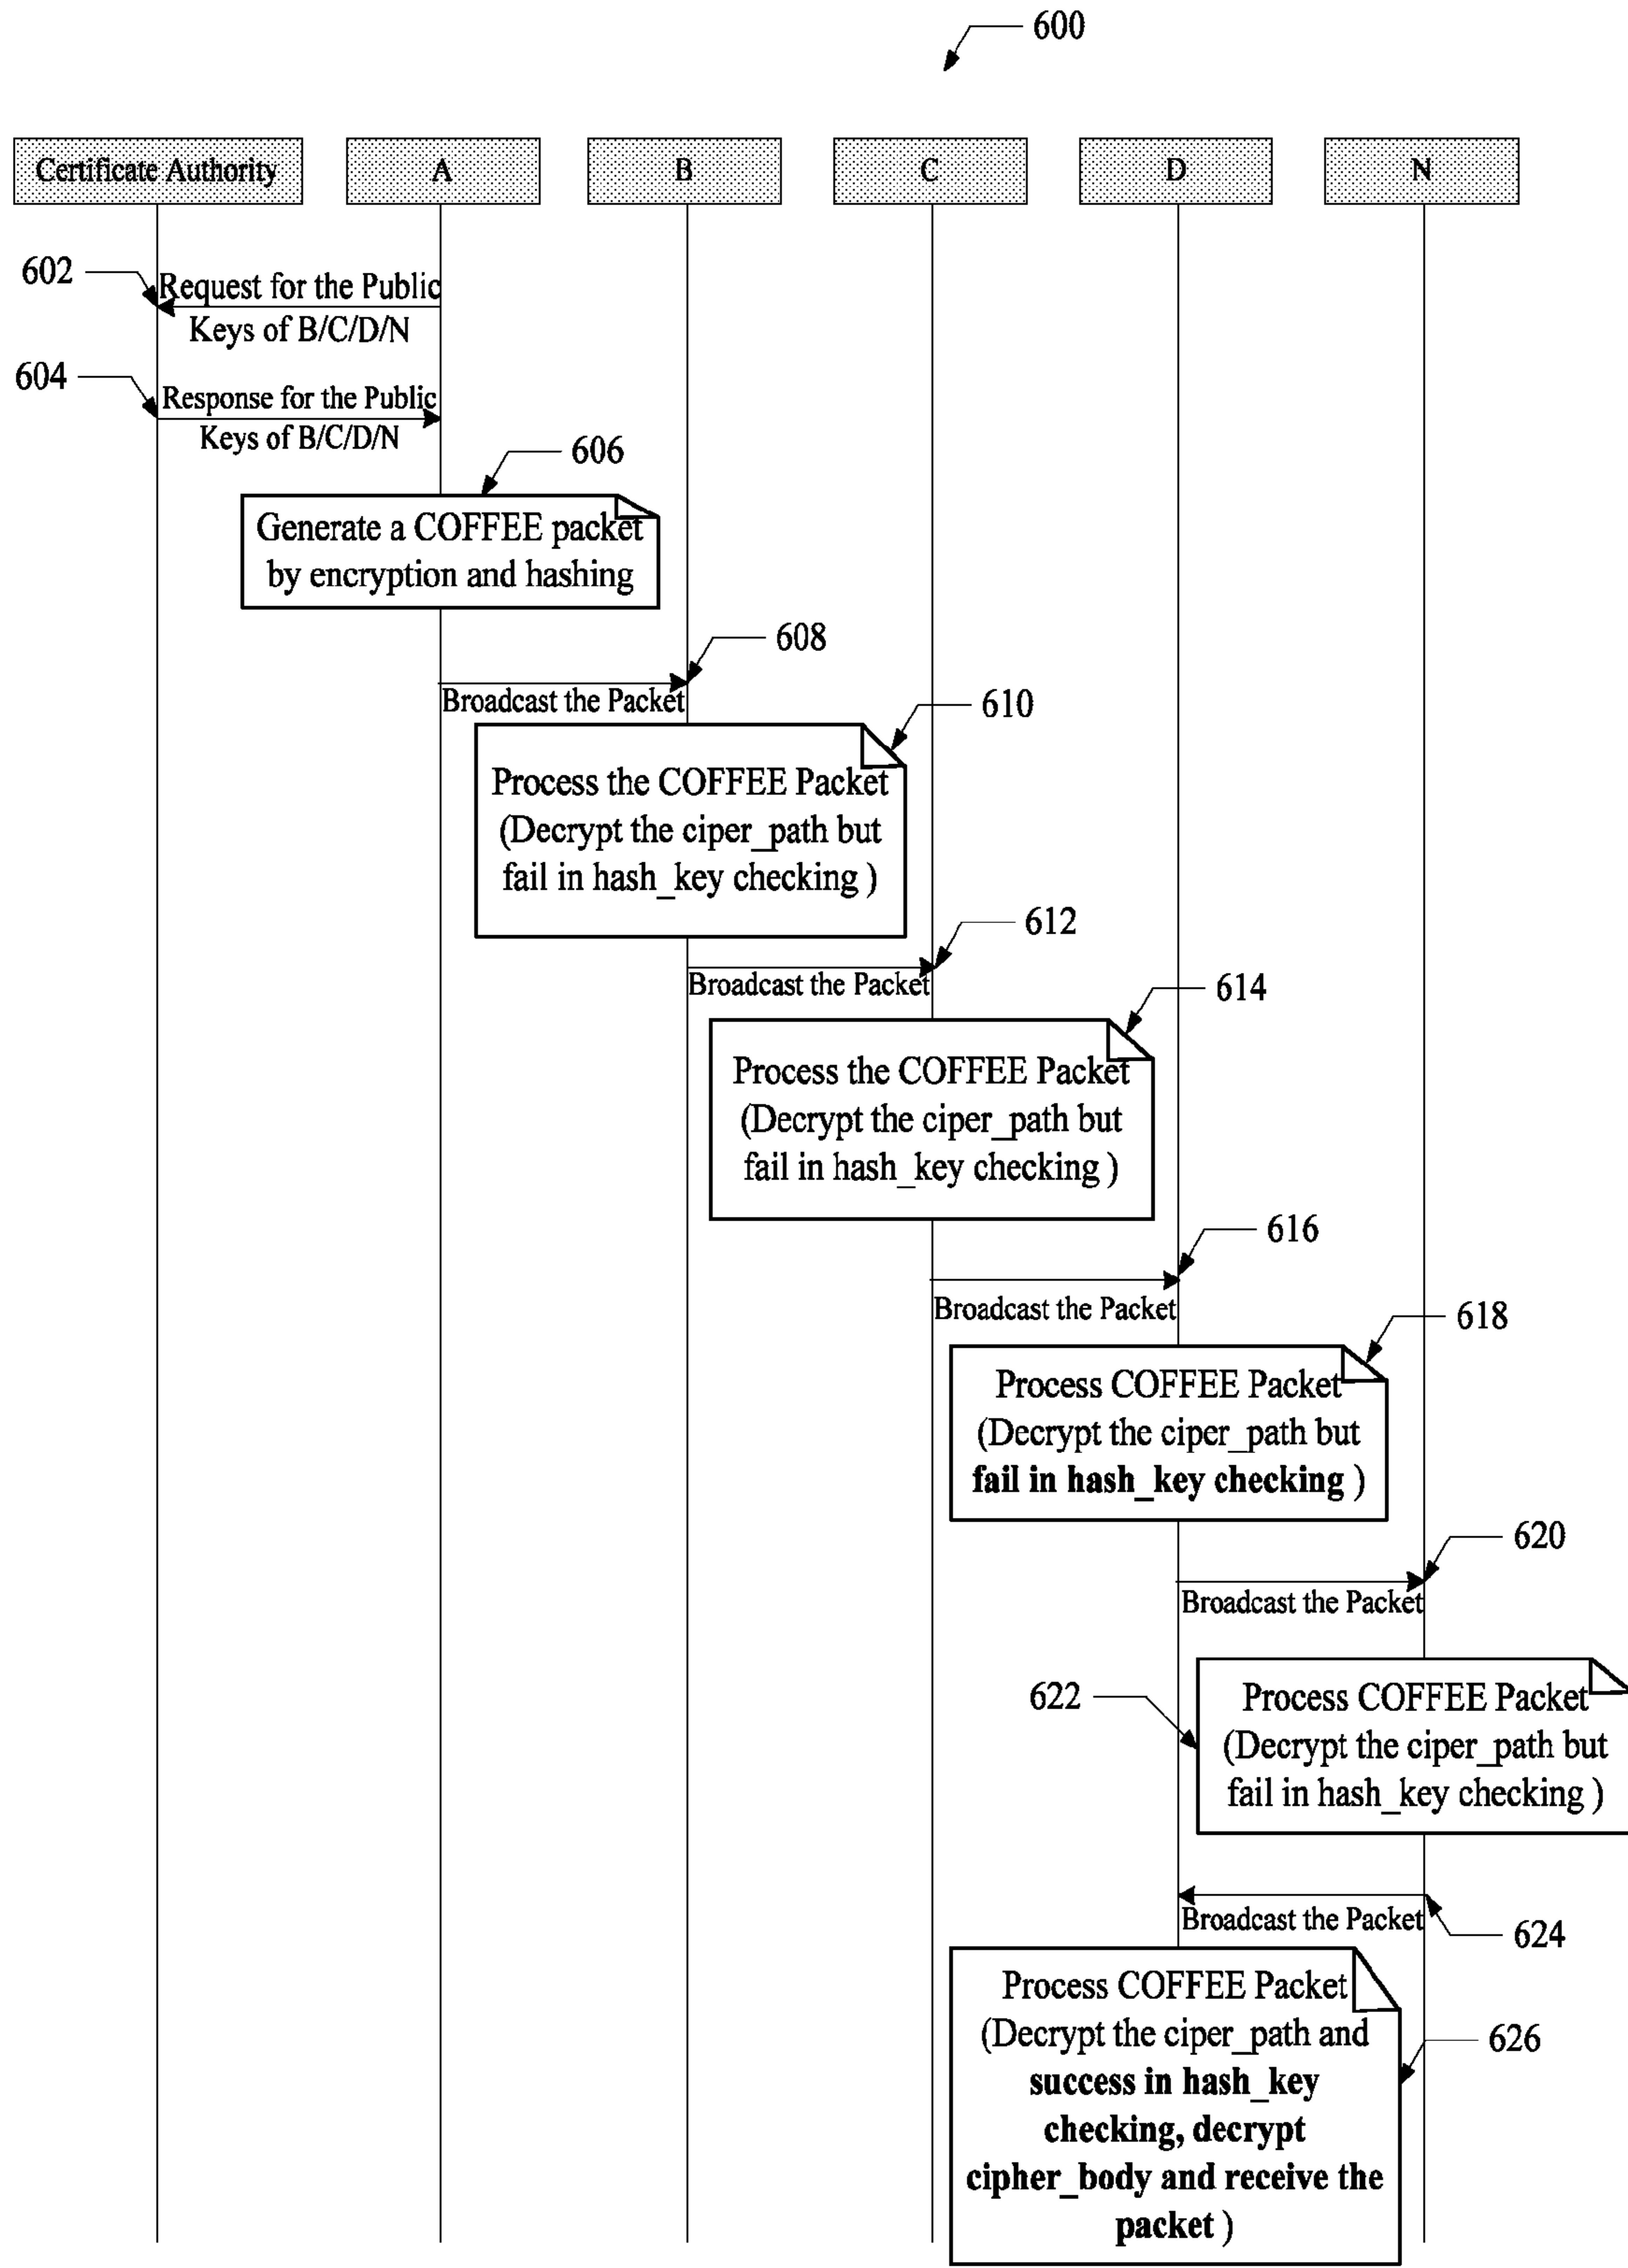 600
Certificate Authority
A
B
C
D
N
602
Request for the Public
Keys of B/C/D/N
604
Response for the Public
Keys of B/C/D/N
606
Generate a COFFEE packet
by encryption and hashing
608
Broadcast the Packet
610
Process the COFFEE Packet
(Decrypt the ciper_path but
fail in hash_key checking )
612
Broadcast the Packet
614
Process the COFFEE Packet
(Decrypt the ciper_path but
fail in hash_key checking )
616
Broadcast the Packet
618
Process COFFEE Packet
(Decrypt the ciper_path but
fail in hash_key checking )
620
Broadcast the Packet
622
Process COFFEE Packet
(Decrypt the ciper_path but
fail in hash_key checking )
Broadcast the Packet
624
Process COFFEE Packet
(Decrypt the ciper_path and
success in hash_key
checking, decrypt
cipher_body and receive the
packet )
626